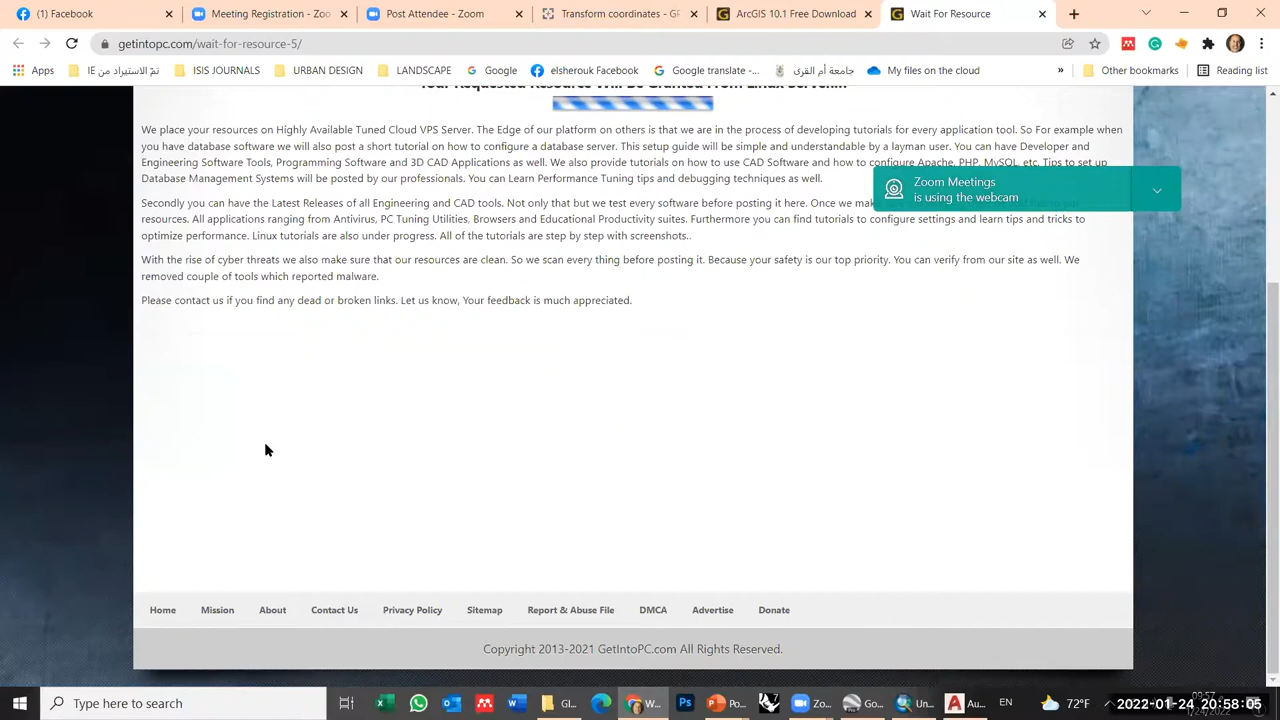 (1) Facebook
Meeting Registration - Zoo
Post Attendee - Zoom
Transform coordinates - GP
ArcGIS 10.1 Free Download
Wait For Resource
getintopc.com/wait-for-resource-5/
Apps
تمّ الاستيراد من IE
ISIS JOURNALS
URBAN DESIGN
LANDSCAPE
Google
elsherouk Facebook
Google translate -...
جامعة أم القرى
My files on the cloud
»
Other bookmarks
Reading list
Your Requested Resource Will Be Granted From Linux Server...
We place your resources on Highly Available Tuned Cloud VPS Server. The Edge of our platform on others is that we are in the process of developing tutorials for every application tool. So For example when
you have database software we will also post a short tutorial on how to configure a database server. This setup guide will be simple and understandable by a layman user. You can have Developer and
Engineering Software Tools, Programming Software and 3D CAD Applications as well. We also provide tutorials on how to use CAD Software and how to configure Apache, PHP, MySQL, etc. Tips to set up
Database Management Systems will be posted by our professionals. You can Learn Performance Tuning tips and debugging techniques as well.
Zoom Meetings
is using the webcam
Secondly you can have the Latest Releases of all Engineering and CAD tools. Not only that but we test every software before posting it here. Once we
resources. All applications ranging from Antivirus, PC Tuning Utilities, Browsers and Educational Productivity suites. Furthermore you can find tutorials to configure settings and learn tips and tricks to
optimize performance. Linux tutorials are also under progress. All of the tutorials are step by step with screenshots..
With the rise of cyber threats we also make sure that our resources are clean. So we scan every thing before posting it. Because your safety is our top priority. You can verify from our site as well. We
removed couple of tools which reported malware.
Please contact us if you find any dead or broken links. Let us know, Your feedback is much appreciated.
Home
Mission
About
Contact Us
Privacy Policy
Sitemap
Report & Abuse File
DMCA
Advertise
Donate
Copyright 2013-2021 GetIntoPC.com All Rights Reserved.
Type here to search
Gl...
W...
Po...
Zo...
Go...
Un...
Au...
EN
72°F
09:57
2022-01-24 20:58:05